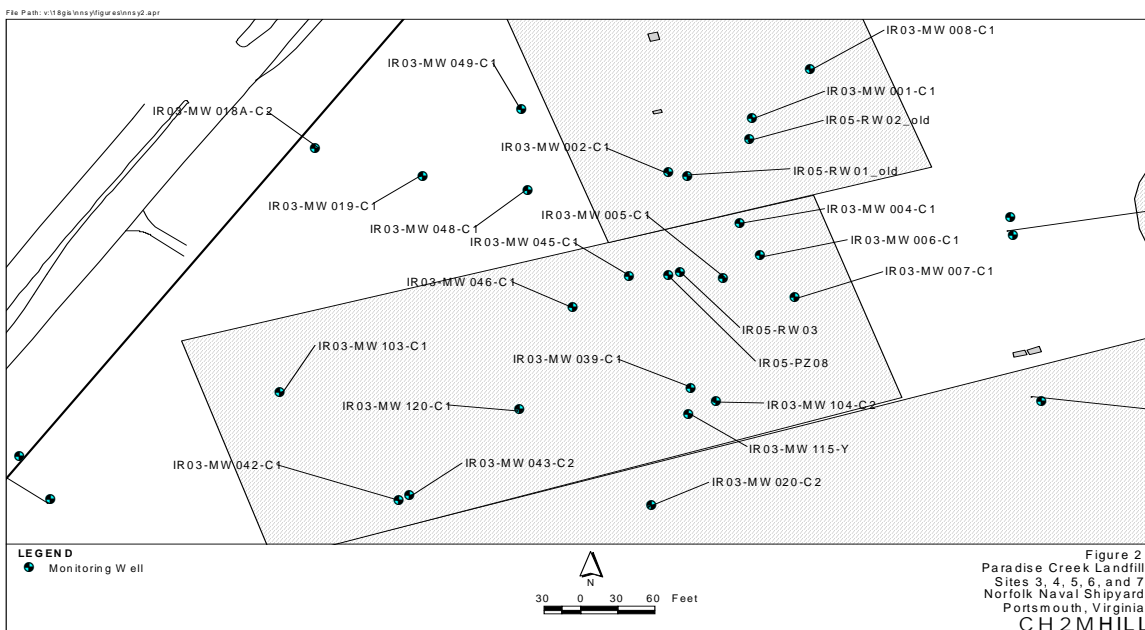 File Path: v:\18gis\nnsy\figures\nnsy2.apr
IR03-MW008-C1
IR03-MW049-C1
IR03-MW001-C1
IR03-MW018A-C2
IR05-RW02_old
IR03-MW002-C1
IR05-RW01_old
IR03-MW019-C1
IR03-MW005-C1
IR03-MW004-C1
IR03-MW048-C1
IR03-MW045-C1
IR03-MW006-C1
IR03-MW007-C1
IR03-MW046-C1
IR05-RW03
IR03-MW103-C1
IR03-MW039-C1
IR05-PZ08
IR03-MW120-C1
IR03-MW104-C2
IR03-MW115-Y
IR03-MW042-C1
IR03-MW043-C2
IR03-MW020-C2
LEGEND
Monitoring Well
N
30 0 30 60 Feet
Figure 2
Paradise Creek Landfill
Sites 3, 4, 5, 6, and 7
Norfolk Naval Shipyard
Portsmouth, Virginia
CH2MHILL